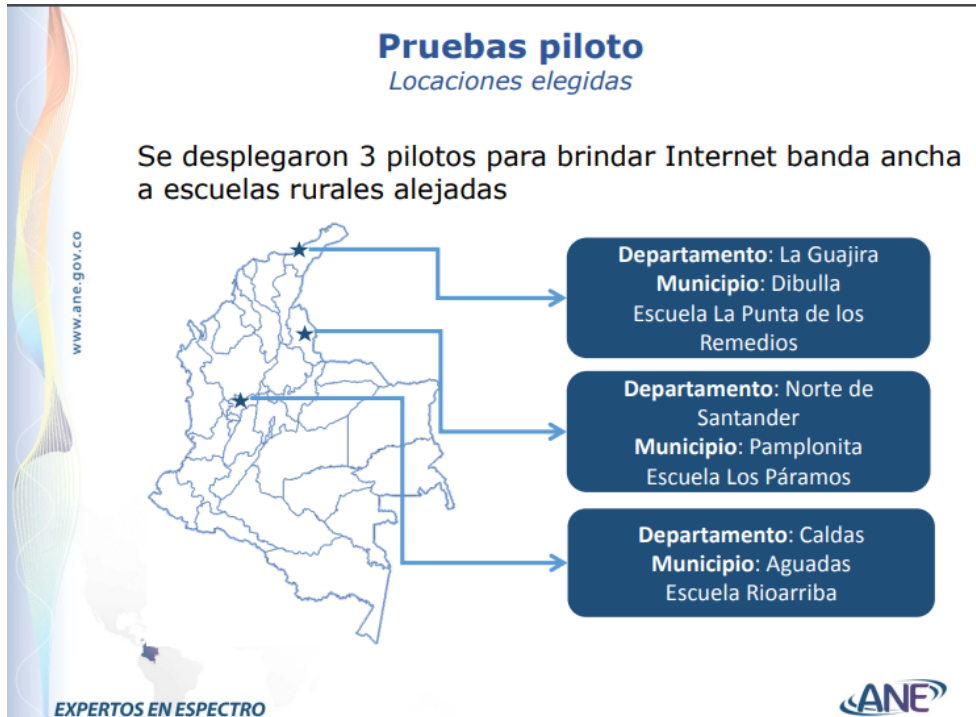 Pruebas piloto
Locaciones elegidas
Se desplegaron 3 pilotos para brindar Internet banda ancha
a escuelas rurales alejadas
www.ane.gov.co
Departamento: La Guajira
Municipio: Dibulla
Escuela La Punta de los
Remedios
Departamento: Norte de
Santander
Municipio: Pamplonita
Escuela Los Páramos
Departamento: Caldas
Municipio: Aguadas
Escuela Rioarriba
EXPERTOS EN ESPECTRO
ANE